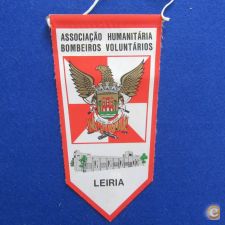 ASSOCIAÇÃO HUMANITÁRIA
BOMBEIROS VOLUNTÁRIOS
LEIRIA